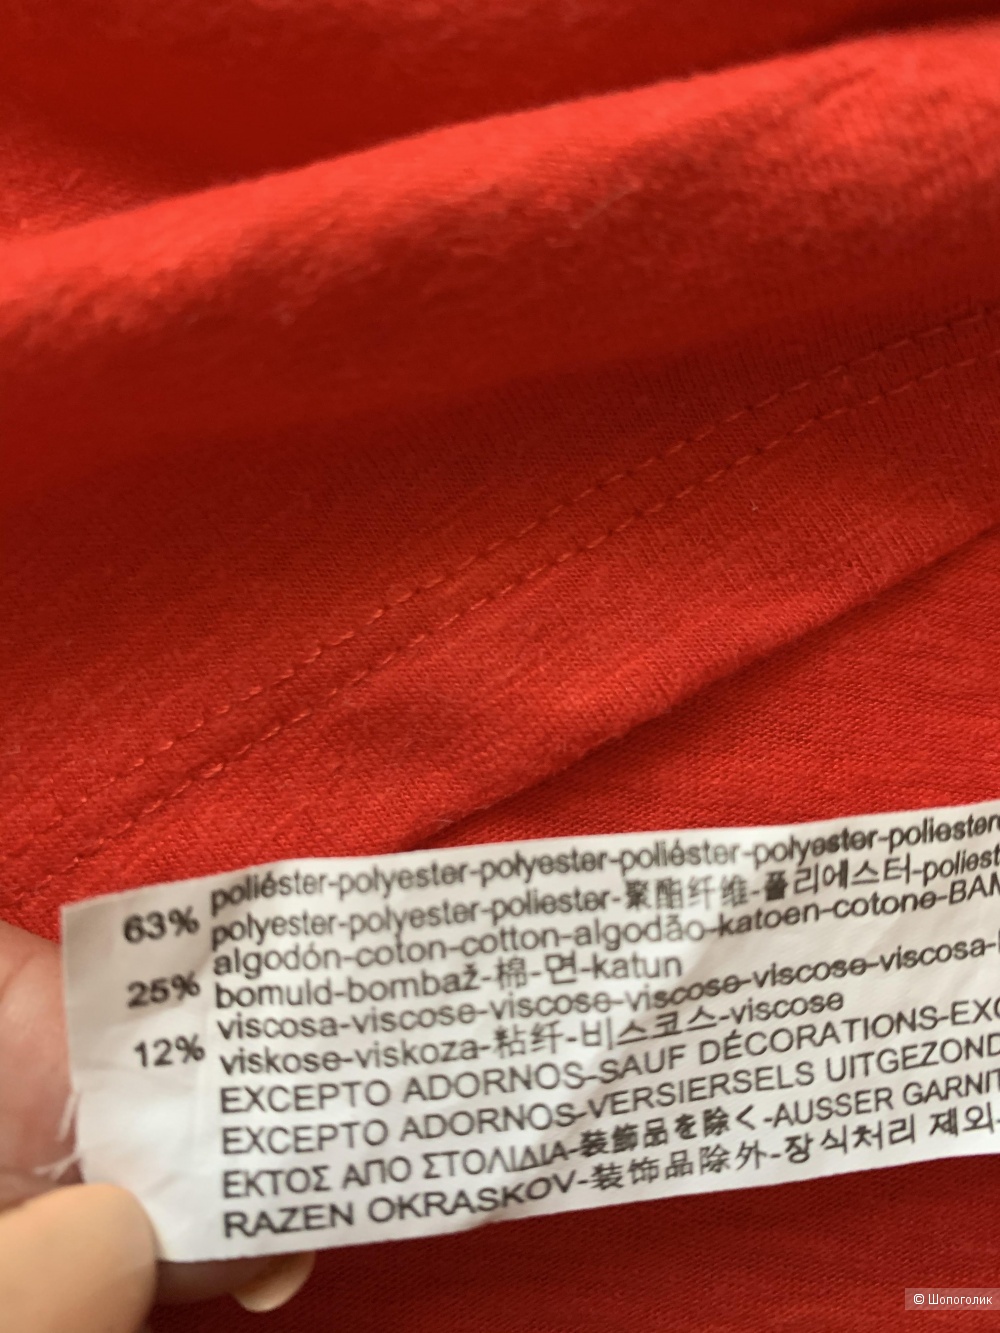 63% poliéster-polyester-polyester-poliéster-polyester-poliester
polyester-polyester-poliester-聚酯纤维-폴리에스터-poliest
algodón-coton-cotton-algodão-katoen-cotone-BAM
25% bomuld-bombaž-棉-면-katun
viscosa-viscose-viscose-viscose-viscose-viscosa-
12% viskose-viskoza-粘纤-비스코스-viscose
EXCEPTO ADORNOS-SAUF DÉCORATIONS-EXC
EXCEPTO ADORNOS-VERSIERSELS UITGEZOND
ΕΚΤΟΣ ΑΠΟ ΣΤΟΛΙΔΙΑ-装飾品を除く-AUSSER GARNIT
RAZEN OKRASKOV-装饰品除外-장식처리 제외-
© Шопоголик